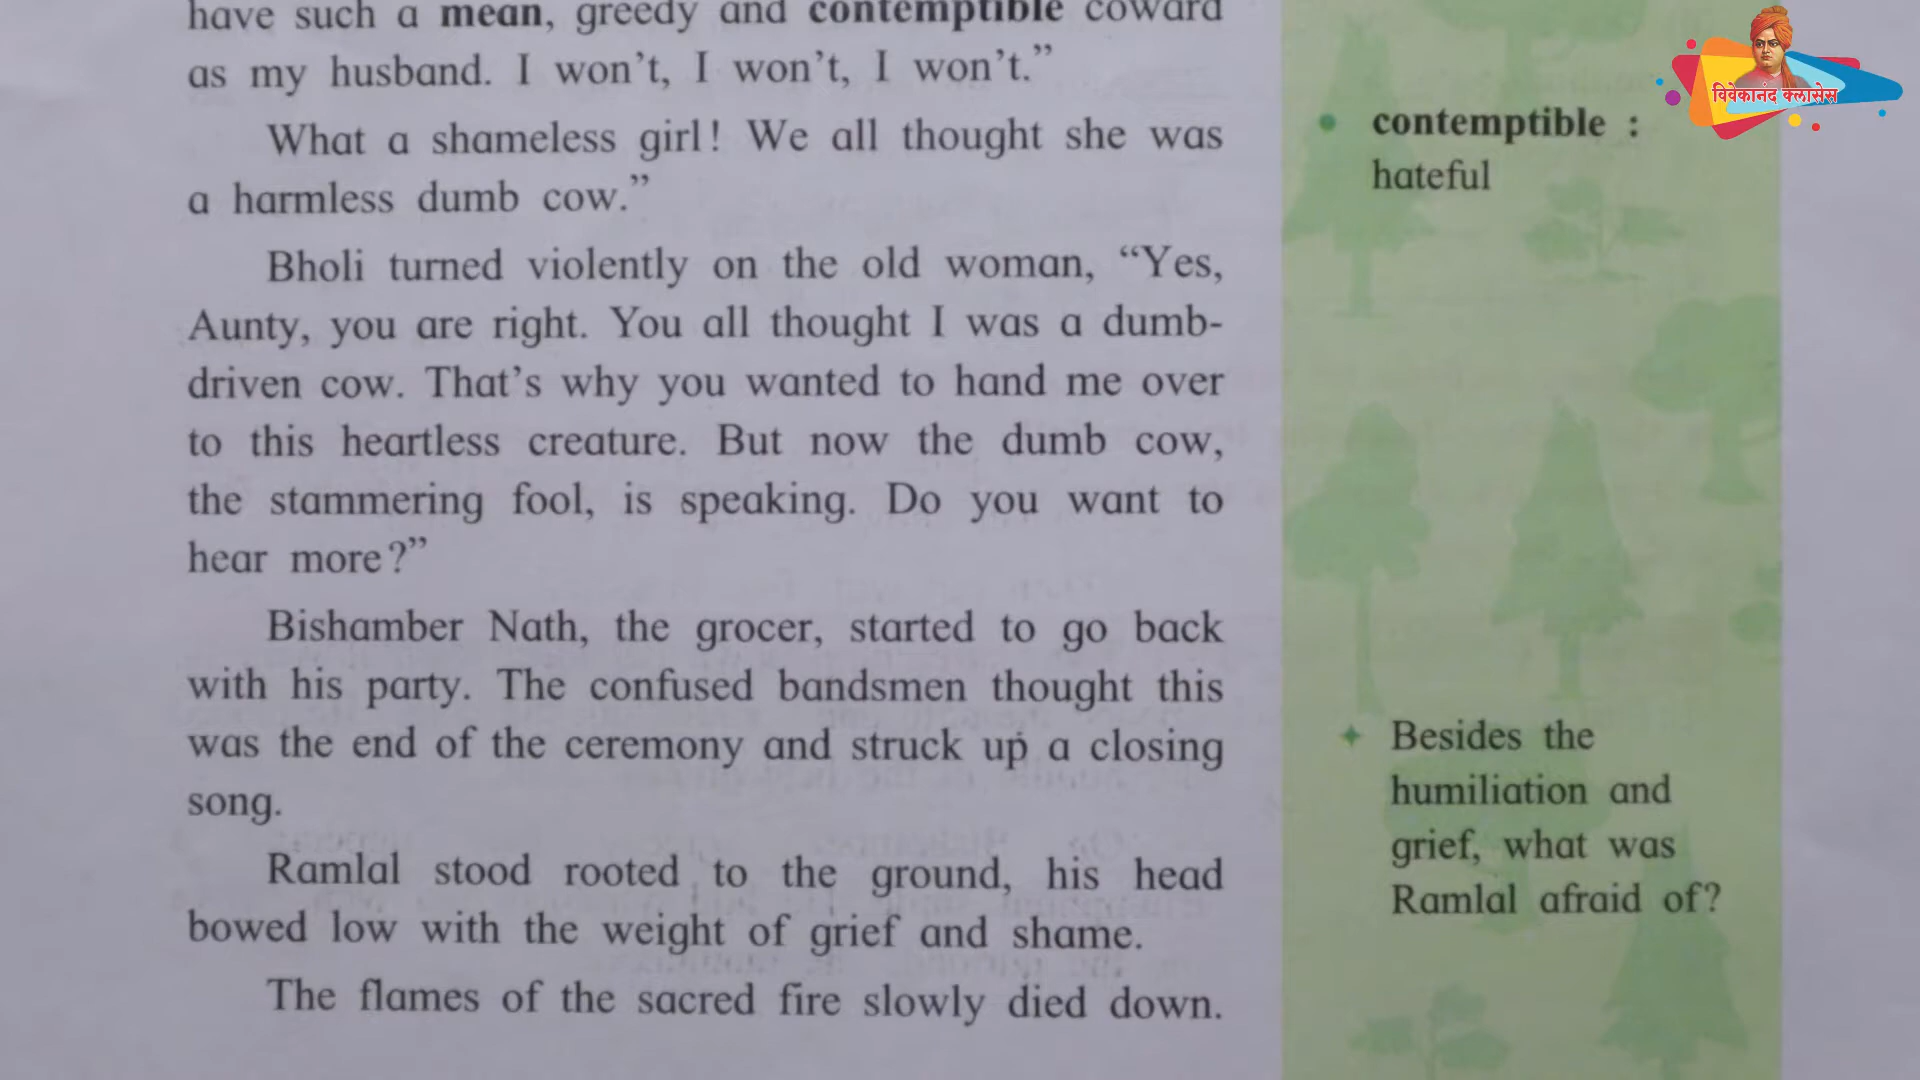 have such a mean, greedy and contemptible coward
as my husband. I won’t, I won’t, I won’t.”
What a shameless girl! We all thought she was
a harmless dumb cow.”
Bholi turned violently on the old woman, “Yes,
Aunty, you are right. You all thought I was a dumb-
driven cow. That’s why you wanted to hand me over
to this heartless creature. But now the dumb cow,
the stammering fool, is speaking. Do you want to
hear more?”
Bishamber Nath, the grocer, started to go back
with his party. The confused bandsmen thought this
was the end of the ceremony and struck up a closing
song.
Ramlal stood rooted to the ground, his head
bowed low with the weight of grief and shame.
The flames of the sacred fire slowly died down.
विवेकानंद क्लासेस
• contemptible :
hateful
Besides the
humiliation and
grief, what was
Ramlal afraid of?